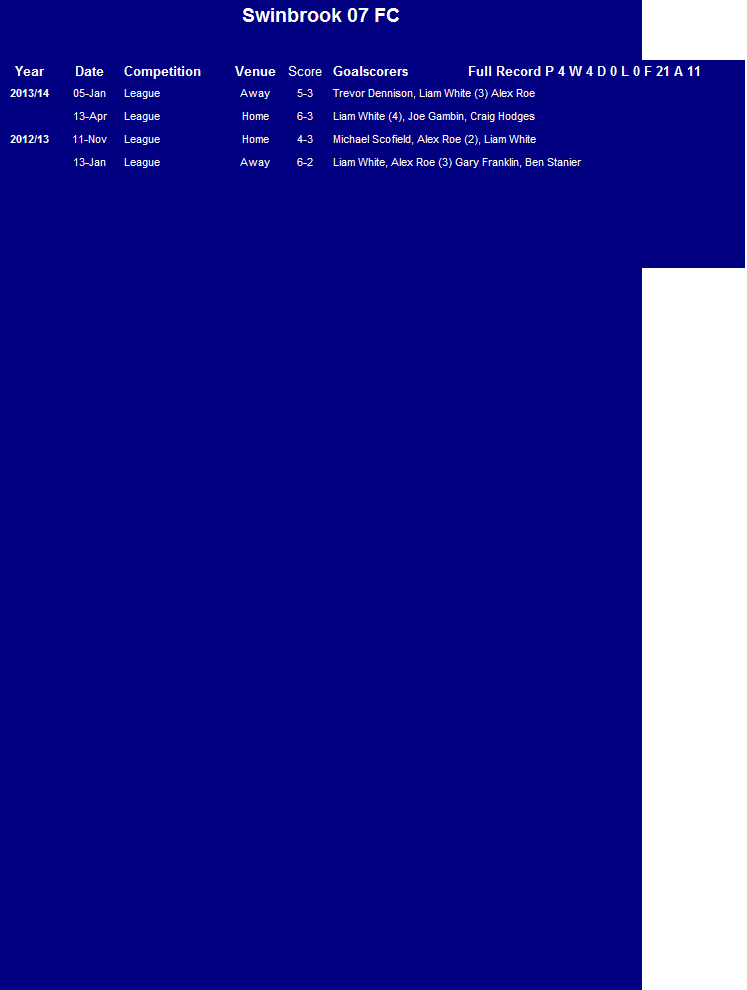 Swinbrook 07 FC
Year Date Competition Venue Score Goalscorers Full Record P 4 W 4 D 0 L 0 F 21 A 11
2013/14 05-Jan League Away 5-3 Trevor Dennison, Liam White (3) Alex Roe
13-Apr League Home 6-3 Liam White (4), Joe Gambin, Craig Hodges
2012/13 11-Nov League Home 4-3 Michael Scofield, Alex Roe (2), Liam White
13-Jan League Away 6-2 Liam White, Alex Roe (3) Gary Franklin, Ben Stanier